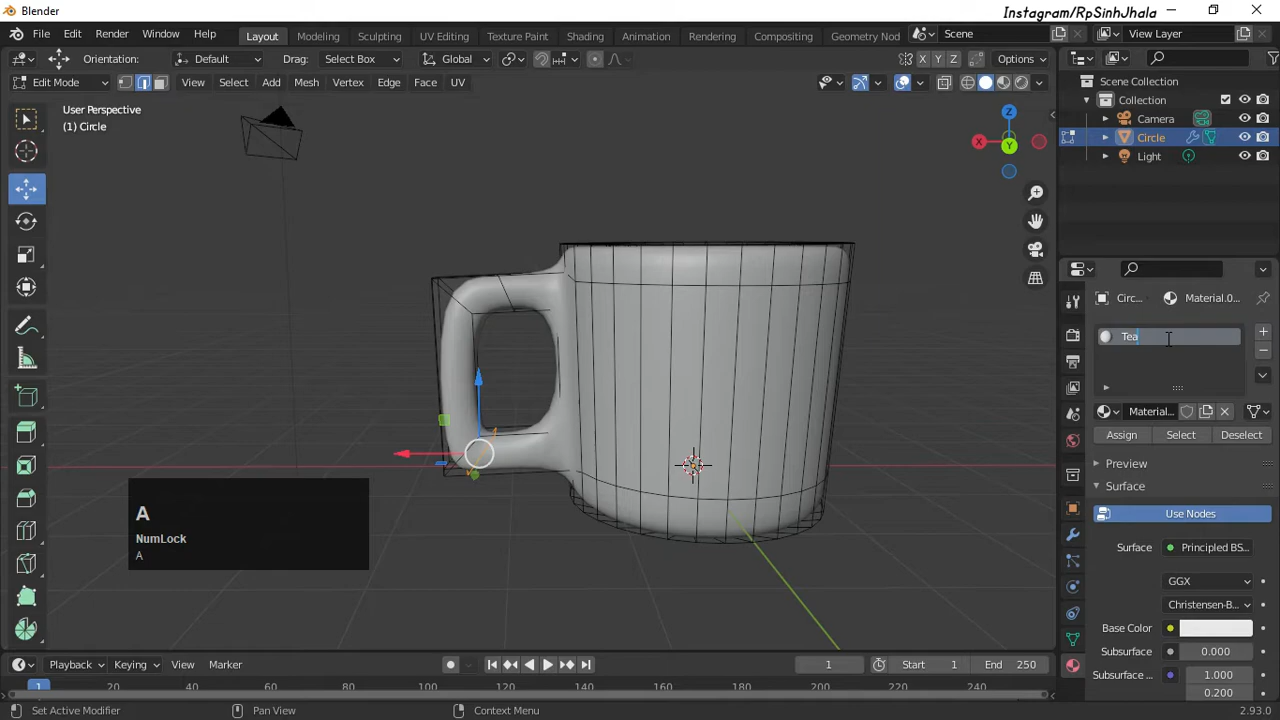 Blender
Instagram/RpSinhJhala
File Edit Render Window Help
Layout Modeling Sculpting UV Editing Texture Paint Shading Animation Rendering Compositing Geometry Nod
Scene
View Layer
Orientation: Default Drag: Select Box Global
X Y Z Options
Edit Mode View Select Add Mesh Vertex Edge Face UV
User Perspective
(1) Circle
Z
X
Y
A
NumLock
A
Scene Collection
Collection
Camera
Circle
Light
Circ... Material.0...
Tea
Material...
Assign Select Deselect
Preview
Surface
Use Nodes
Surface Principled BS...
GGX
Christensen-B...
Base Color
Subsurface 0.000
Subsurface ... 1.000
0.200
Playback Keying View Marker
1 Start 1 End 250
1 20 40 60 80 100 120 140 160 180 200 220 240
Set Active Modifier Pan View Context Menu 2.93.0